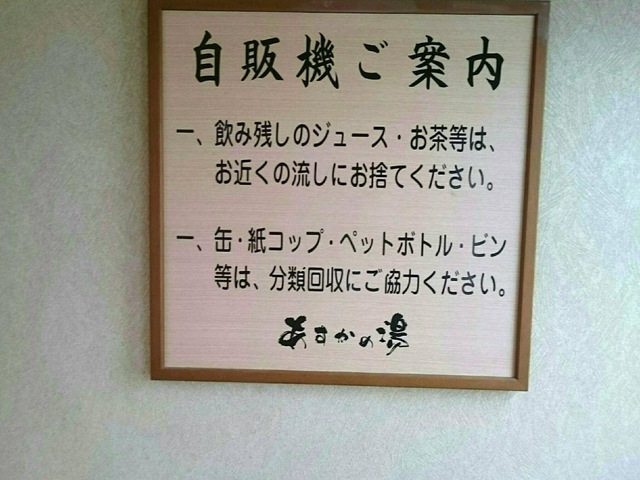 自販機ご案内
一、飲み残しのジュース・お茶等は、
お近くの流しにお捨てください。
一、缶・紙コップ・ペットボトル・ビン
等は、分類回収にご協力ください。
あすかの湯